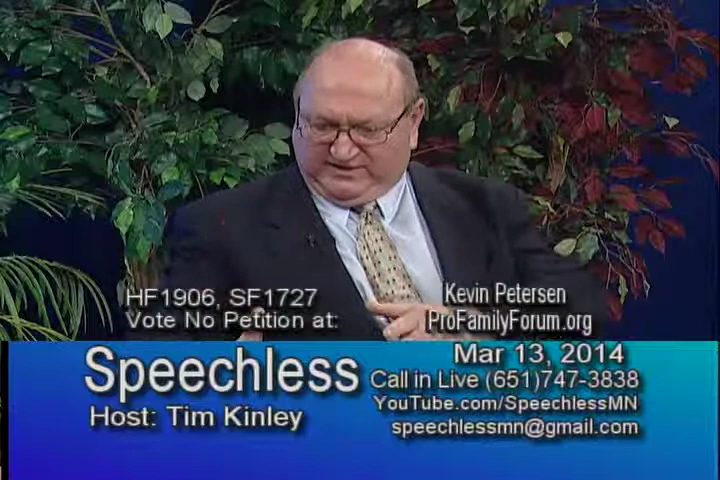 HF1906, SF1727
Vote No Petition at:
Kevin Petersen
ProFamilyForum.org
Speechless
Host: Tim Kinley
Mar 13, 2014
Call in Live (651)747-3838
YouTube.com/SpeechlessMN
speechlessmn@gmail.com